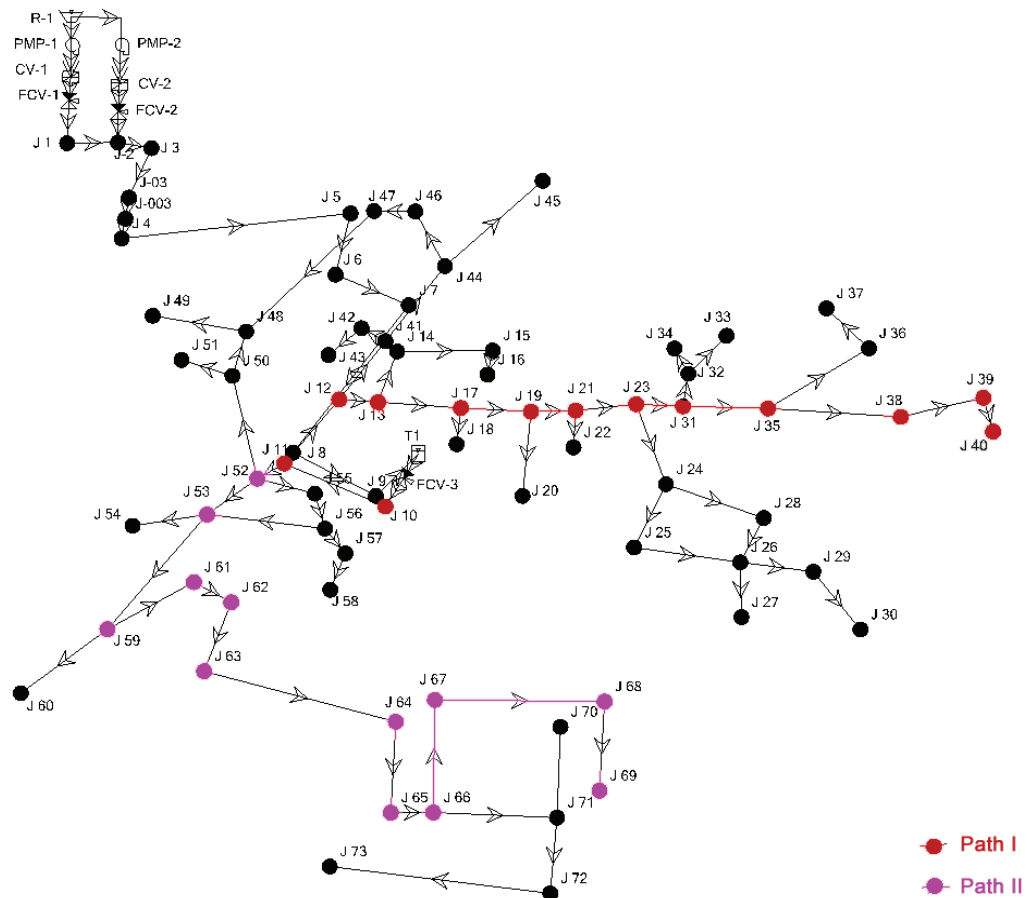 R-1
PMP-1
PMP-2
CV-1
CV-2
FCV-1
FCV-2
J 1
J-2
J 3
J-03
J-003
J 4
J 5
J 47
J 46
J 45
J 6
J 44
J 7
J 49
J 48
J 42
J 41
J 43
J 14
J 15
J 16
J 34
J 33
J 37
J 36
J 51
J 50
J 32
J 12
J 13
J 17
J 18
J 19
J 21
J 22
J 23
J 31
J 35
J 38
J 39
J 40
J 11
J 8
T1
FCV-3
J 9
J 10
J 52
J 55
J 20
J 24
J 53
J 54
J 56
J 57
J 58
J 28
J 25
J 26
J 29
J 27
J 30
J 61
J 62
J 59
J 60
J 63
J 64
J 67
J 68
J 70
J 69
J 65
J 66
J 71
J 73
J 72
Path I
Path II